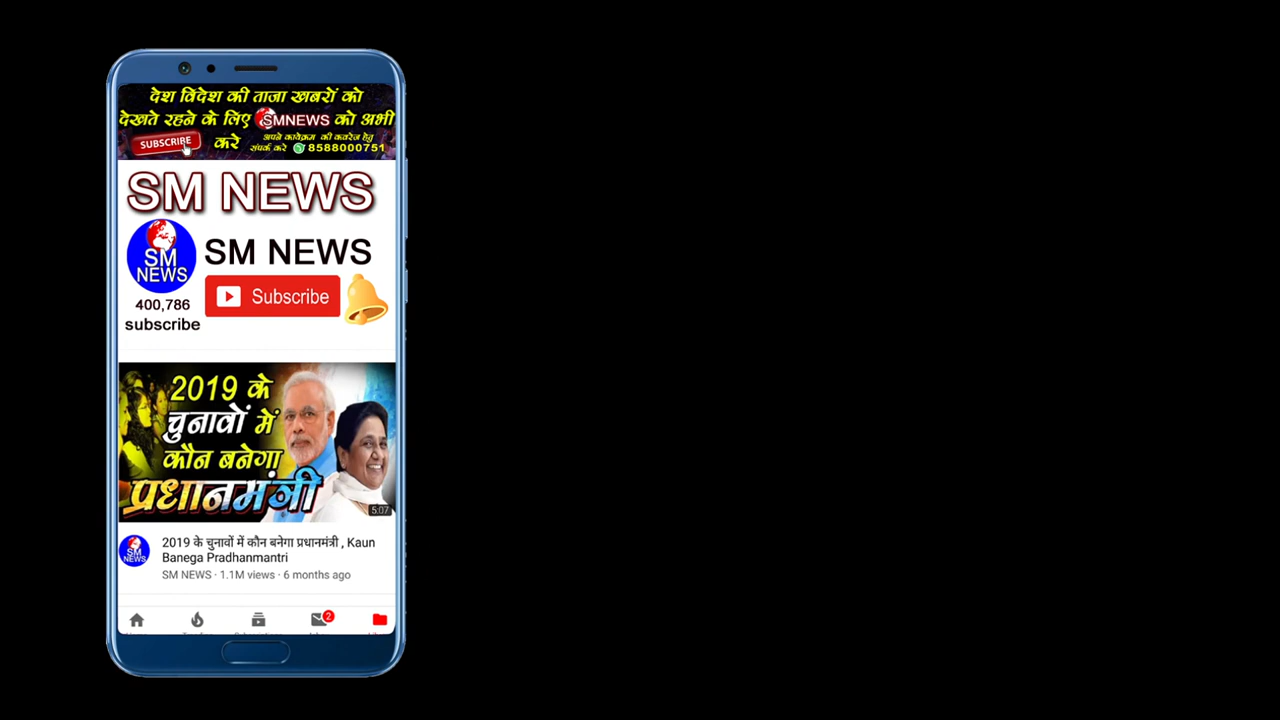 देश विदेश की ताजा खबरों को
देखते रहने के लिए SMNEWS को अभी
SUBSCRIBE करे अपने कार्यक्रम की कवरेज हेतु
संपर्क करे 8588000751
SM NEWS
SM NEWS
SM
NEWS
Subscribe
400,786
subscribe
2019 के
चुनावों में
कौन बनेगा
प्रधानमंत्री
5:07
2019 के चुनावों में कौन बनेगा प्रधानमंत्री , Kaun
Banega Pradhanmantri
SM
NEWS
SM NEWS · 1.1M views · 6 months ago
2